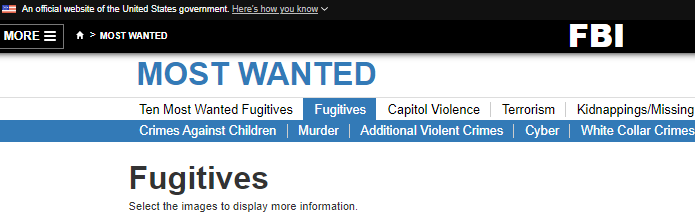 An official website of the United States government. Here's how you know
MORE > MOST WANTED FBI
MOST WANTED
Ten Most Wanted Fugitives Fugitives Capitol Violence Terrorism Kidnappings/Missing
Crimes Against Children Murder Additional Violent Crimes Cyber White Collar Crimes
Fugitives
Select the images to display more information.